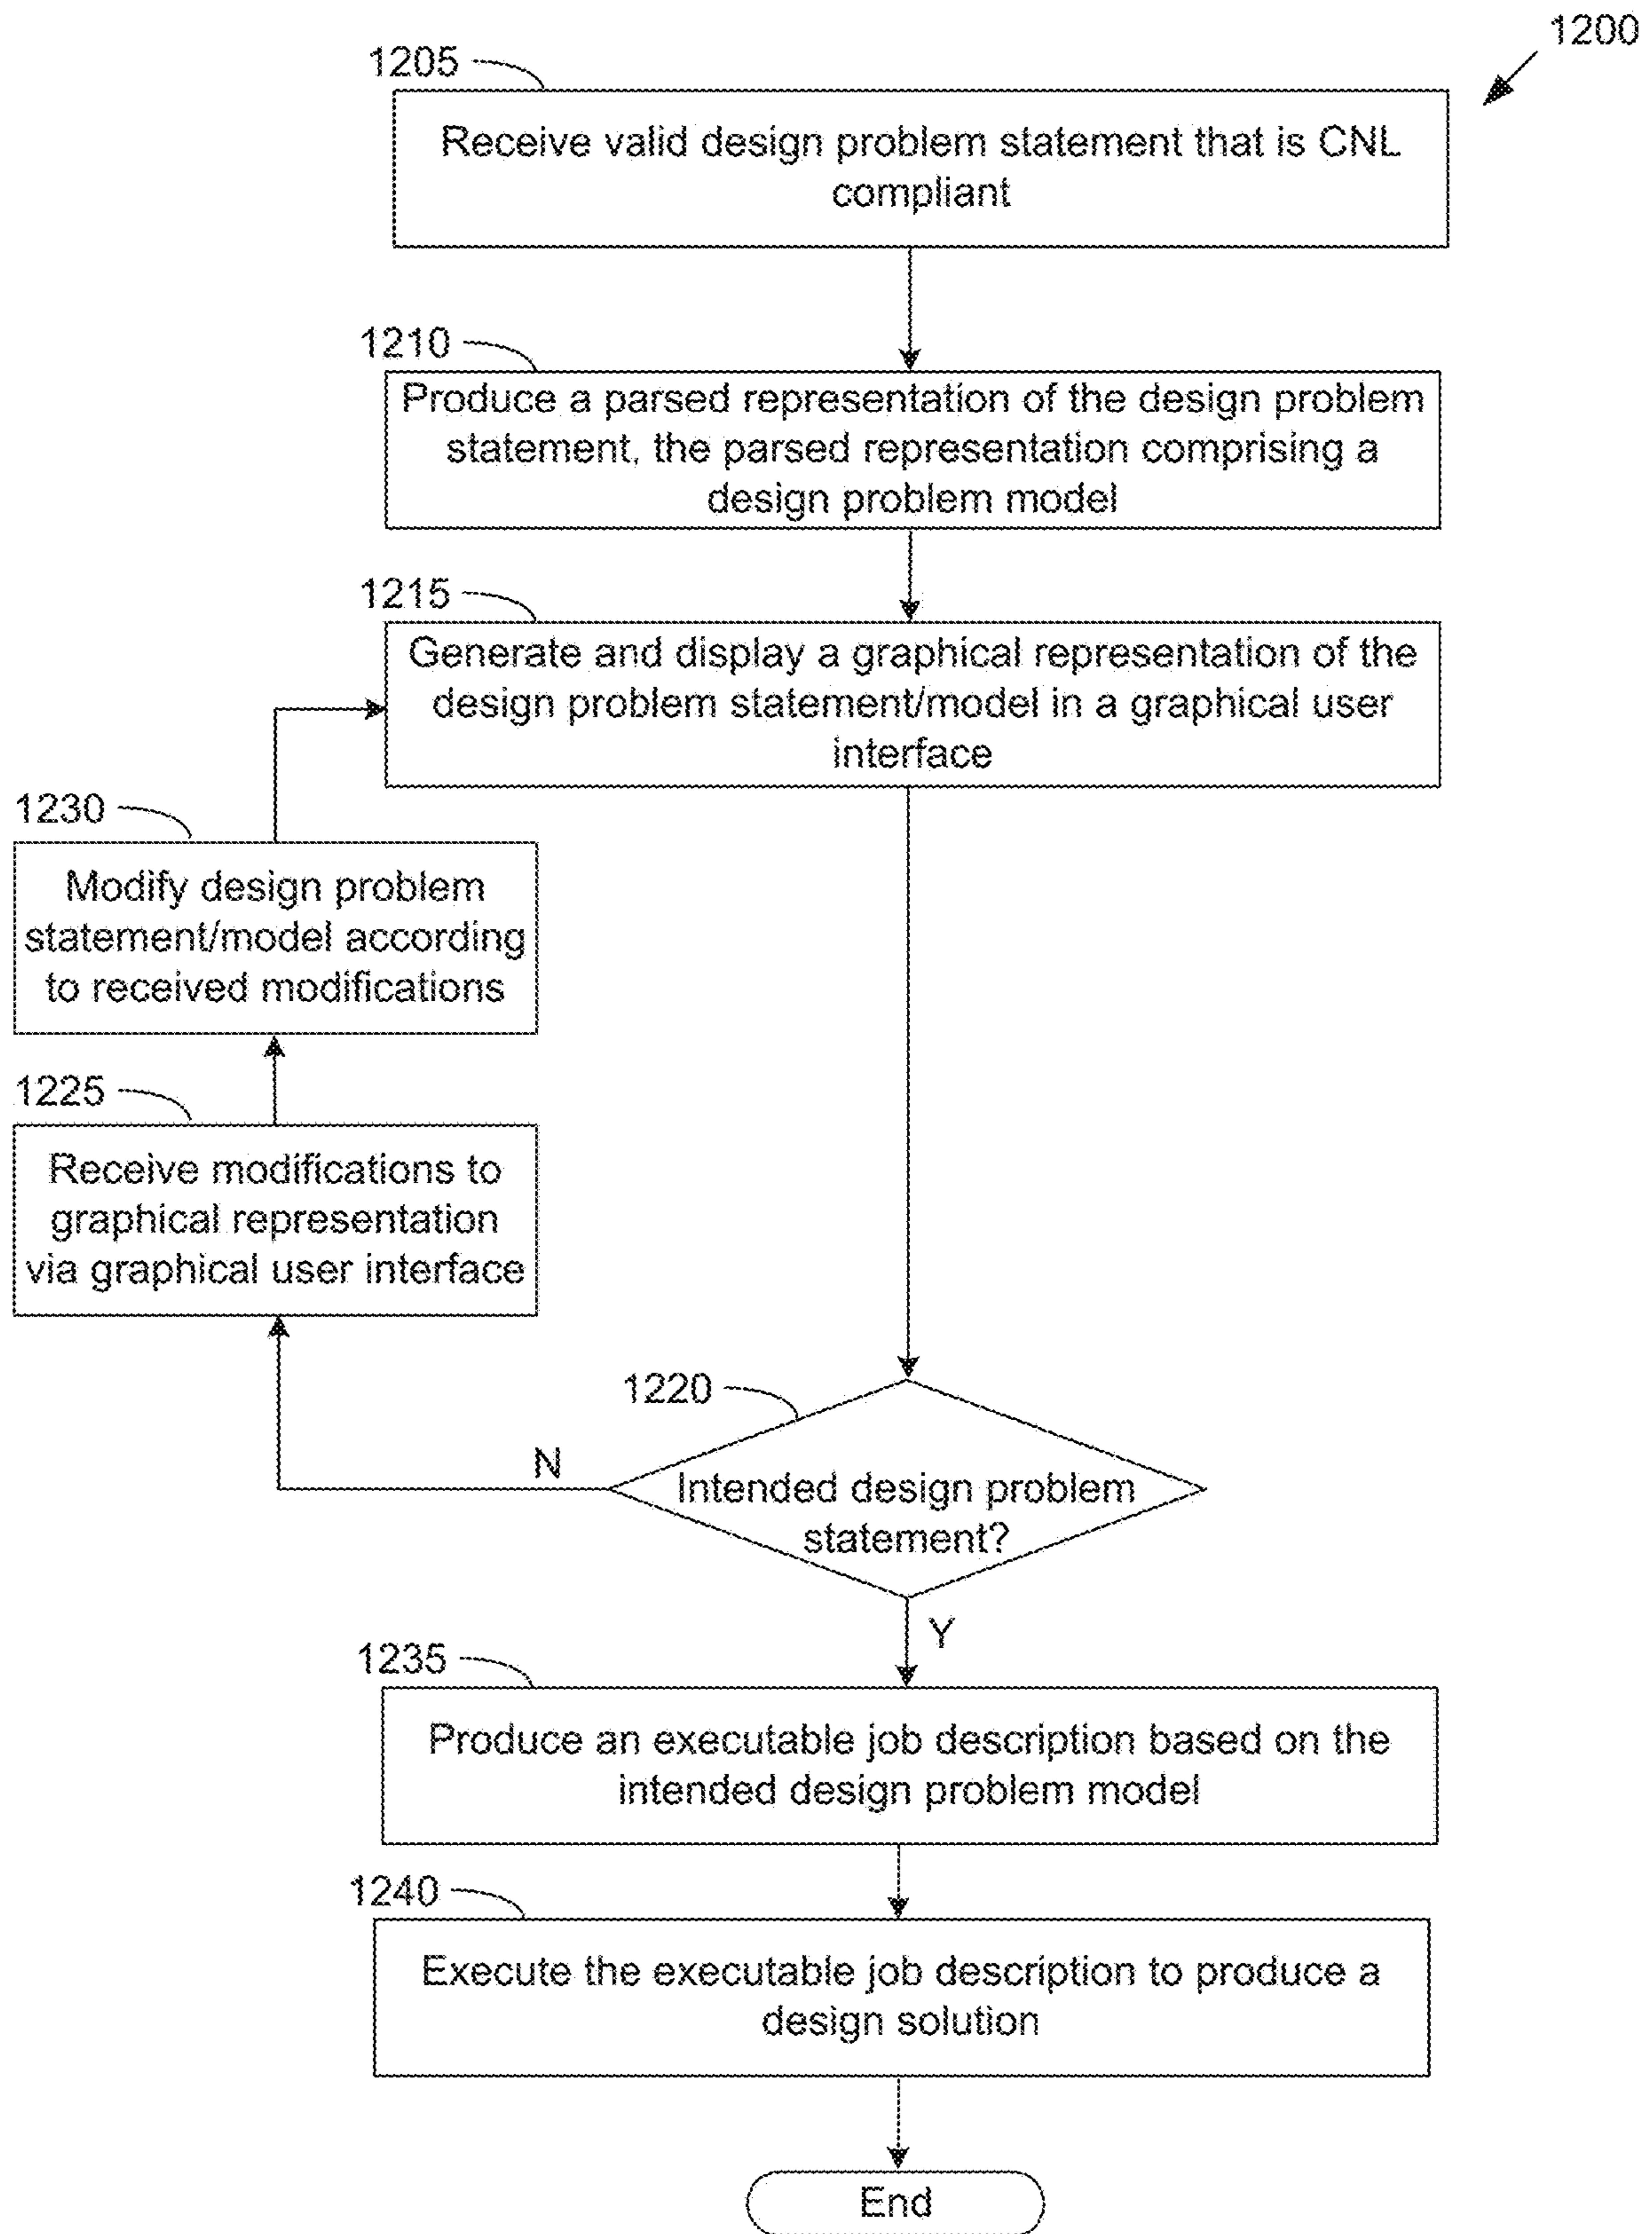 1200
1205
Receive valid design problem statement that is CNL
compliant
1210
Produce a parsed representation of the design problem
statement, the parsed representation comprising a
design problem model
1215
Generate and display a graphical representation of the
design problem statement/model in a graphical user
interface
1230
Modify design problem
statement/model according
to received modifications
1225
Receive modifications to
graphical representation
via graphical user interface
1220
N
Intended design problem
statement?
Y
1235
Produce an executable job description based on the
intended design problem model
1240
Execute the executable job description to produce a
design solution
End